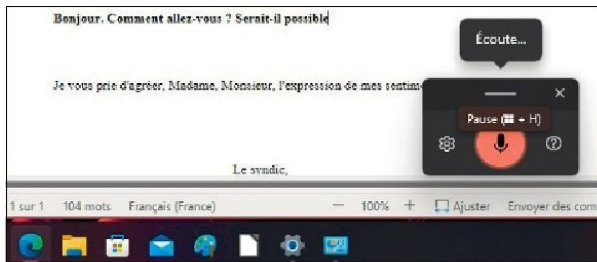 Bonjour. Comment allez-vous ? Serait-il possible
Écoute...
Je vous prie d'agréer, Madame, Monsieur, l'expression de mes sentim
Pause (⊞ + H)
Le syndic,
1 sur 1 104 mots Français (France) — 100% + Ajuster Envoyer des com